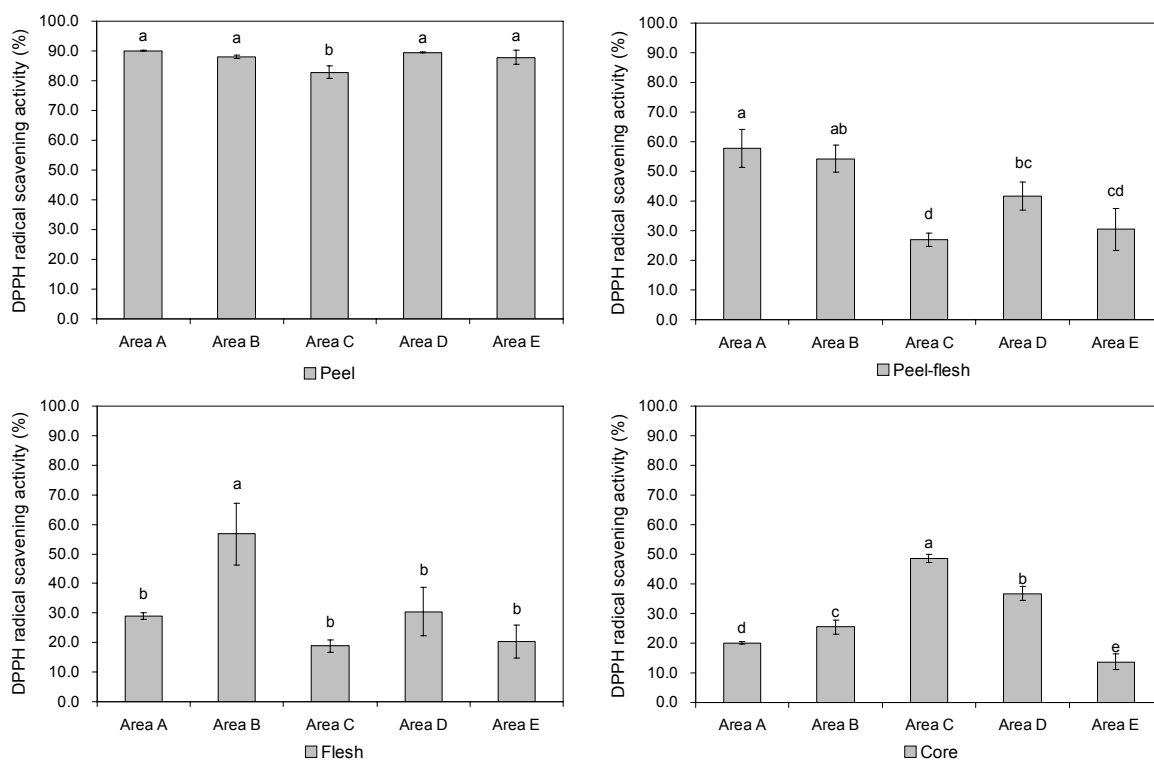 DPPH radical scavening activity (%)
100.0
90.0
80.0
70.0
60.0
50.0
40.0
30.0
20.0
10.0
0.0
a
a
b
a
a
Area A
Area B
Area C
Area D
Area E
Peel
DPPH radical scavening activity (%)
100.0
90.0
80.0
70.0
60.0
50.0
40.0
30.0
20.0
10.0
0.0
a
ab
d
bc
cd
Area A
Area B
Area C
Area D
Area E
Peel-flesh
DPPH radical scavening activity (%)
100.0
90.0
80.0
70.0
60.0
50.0
40.0
30.0
20.0
10.0
0.0
b
a
b
b
b
Area A
Area B
Area C
Area D
Area E
Flesh
DPPH radical scavening activity (%)
100.0
90.0
80.0
70.0
60.0
50.0
40.0
30.0
20.0
10.0
0.0
d
c
a
b
e
Area A
Area B
Area C
Area D
Area E
Core